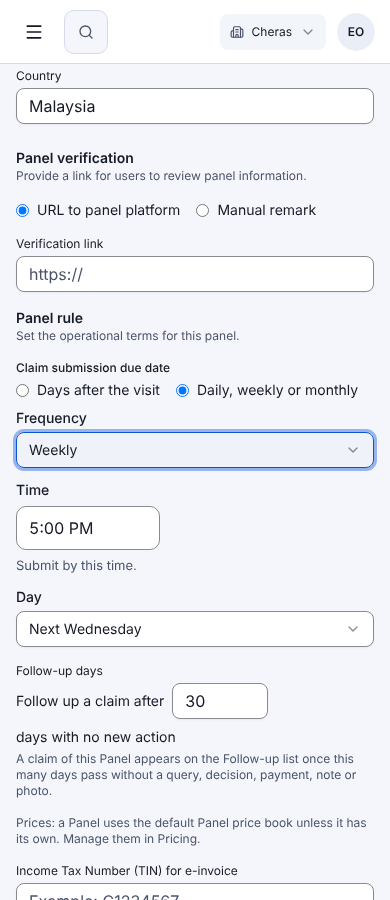 Cheras
EO
Country
Malaysia
Panel verification
Provide a link for users to review panel information.
URL to panel platform
Manual remark
Verification link
https://
Panel rule
Set the operational terms for this panel.
Claim submission due date
Days after the visit
Daily, weekly or monthly
Frequency
Weekly
Time
5:00 PM
Submit by this time.
Day
Next Wednesday
Follow-up days
Follow up a claim after 30
days with no new action
A claim of this Panel appears on the Follow-up list once this
many days pass without a query, decision, payment, note or
photo.
Prices: a Panel uses the default Panel price book unless it has
its own. Manage them in Pricing.
Income Tax Number (TIN) for e-invoice
Example: C1234567